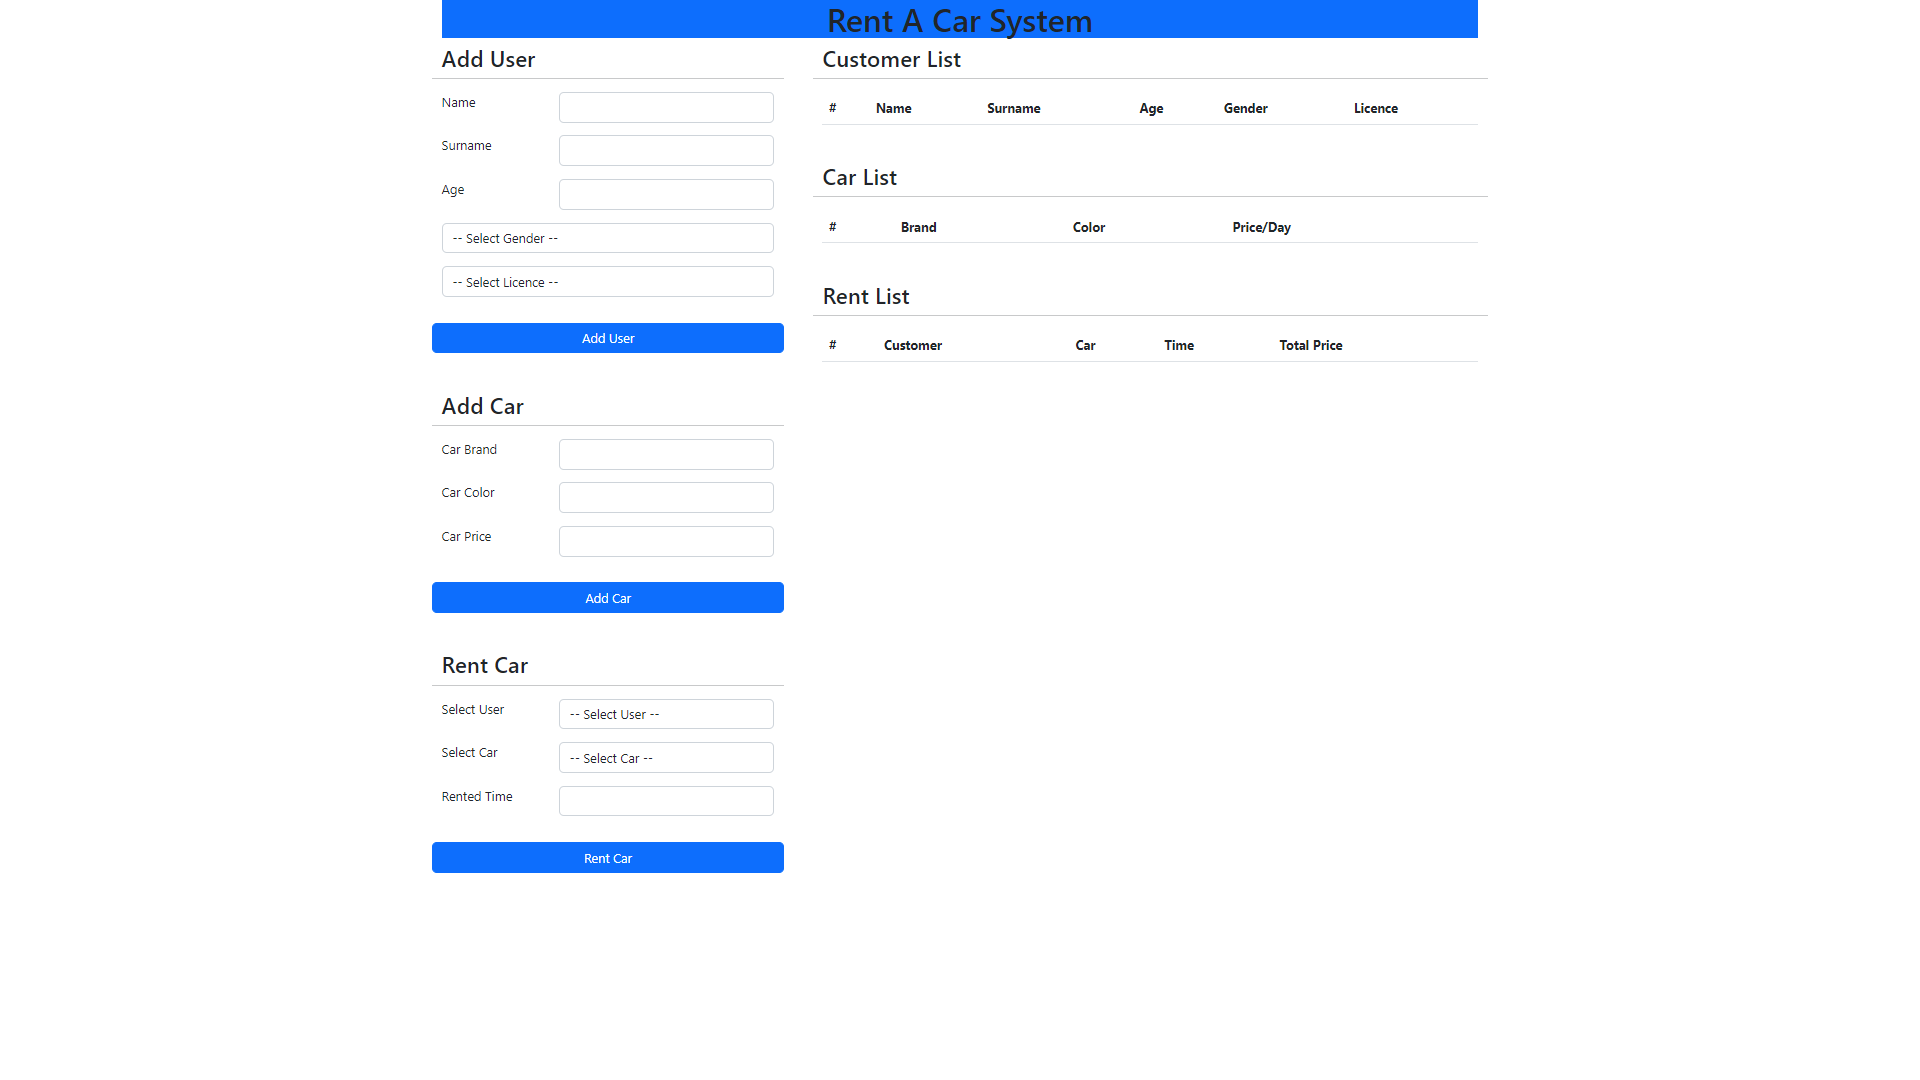 Rent A Car System
Add User
Name
Surname
Age
-- Select Gender --
-- Select Licence --
Add User
Add Car
Car Brand
Car Color
Car Price
Add Car
Rent Car
Select User -- Select User --
Select Car -- Select Car --
Rented Time
Rent Car
Customer List
# Name Surname Age Gender Licence
Car List
# Brand Color Price/Day
Rent List
# Customer Car Time Total Price